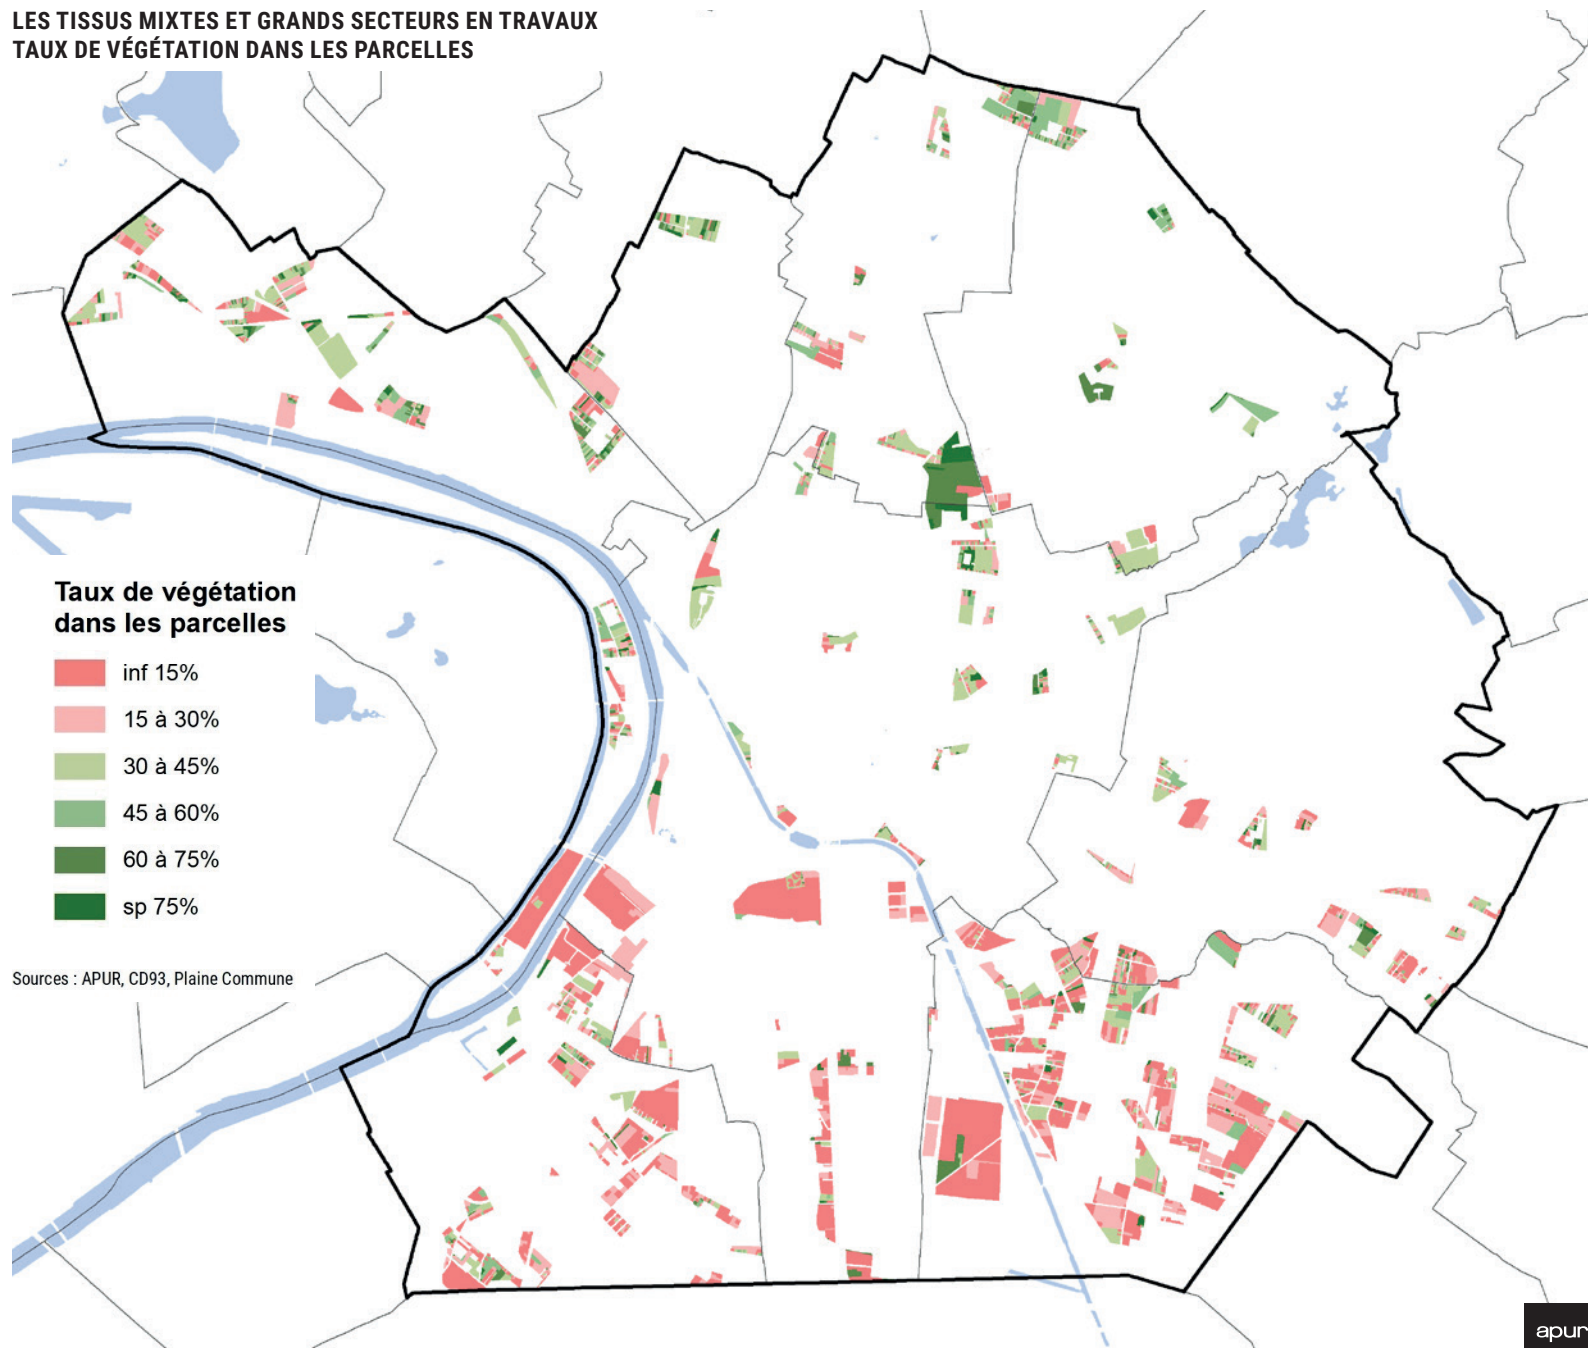 LES TISSUS MIXTES ET GRANDS SECTEURS EN TRAVAUX
TAUX DE VÉGÉTATION DANS LES PARCELLES
Taux de végétation
dans les parcelles
inf 15%
15 à 30%
30 à 45%
45 à 60%
60 à 75%
sp 75%
Sources : APUR, CD93, Plaine Commune
apur